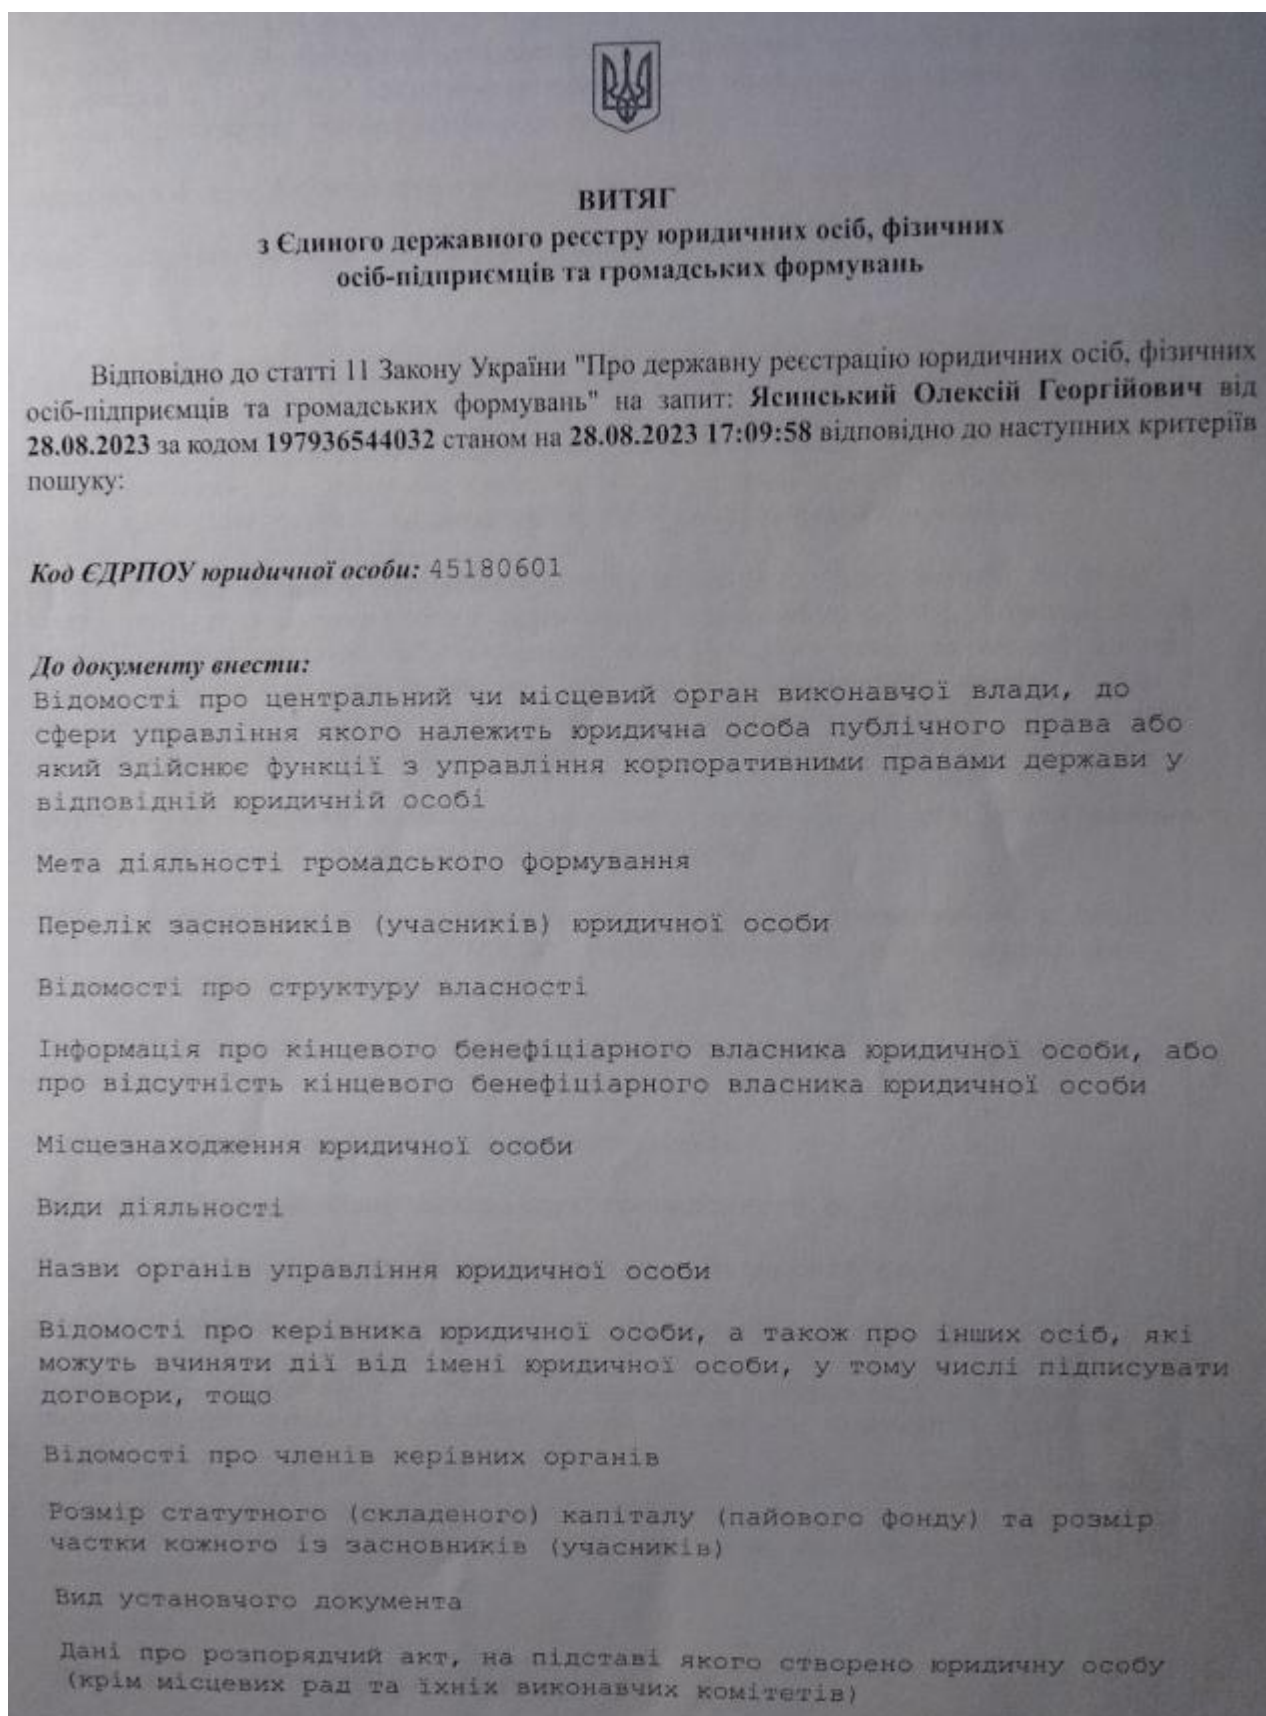 ВИТЯГ
з Єдиного державного реєстру юридичних осіб, фізичних
осіб-підприємців та громадських формувань
Відповідно до статті 11 Закону України "Про державну реєстрацію юридичних осіб, фізичних
осіб-підприємців та громадських формувань" на запит: Ясинський Олексій Георгійович від
28.08.2023 за кодом 197936544032 станом на 28.08.2023 17:09:58 відповідно до наступних критеріїв
пошуку:
Код ЄДРПОУ юридичної особи: 45180601
До документу внести:
Відомості про центральний чи місцевий орган виконавчої влади, до
сфери управління якого належить юридична особа публічного права або
який здійснює функції з управління корпоративними правами держави у
відповідній юридичній особі
Мета діяльності громадського формування
Перелік засновників (учасників) юридичної особи
Відомості про структуру власності
Інформація про кінцевого бенефіціарного власника юридичної особи, або
про відсутність кінцевого бенефіціарного власника юридичної особи
Місцезнаходження юридичної особи
Види діяльності
Назви органів управління юридичної особи
Відомості про керівника юридичної особи, а також про інших осіб, які
можуть вчиняти дії від імені юридичної особи, у тому числі підписувати
договори, тощо
Відомості про членів керівних органів
Розмір статутного (складеного) капіталу (пайового фонду) та розмір
частки кожного із засновників (учасників)
Вид установчого документа
Дані про розпорядчий акт, на підставі якого створено юридичну особу
(крім місцевих рад та їхніх виконавчих комітетів)